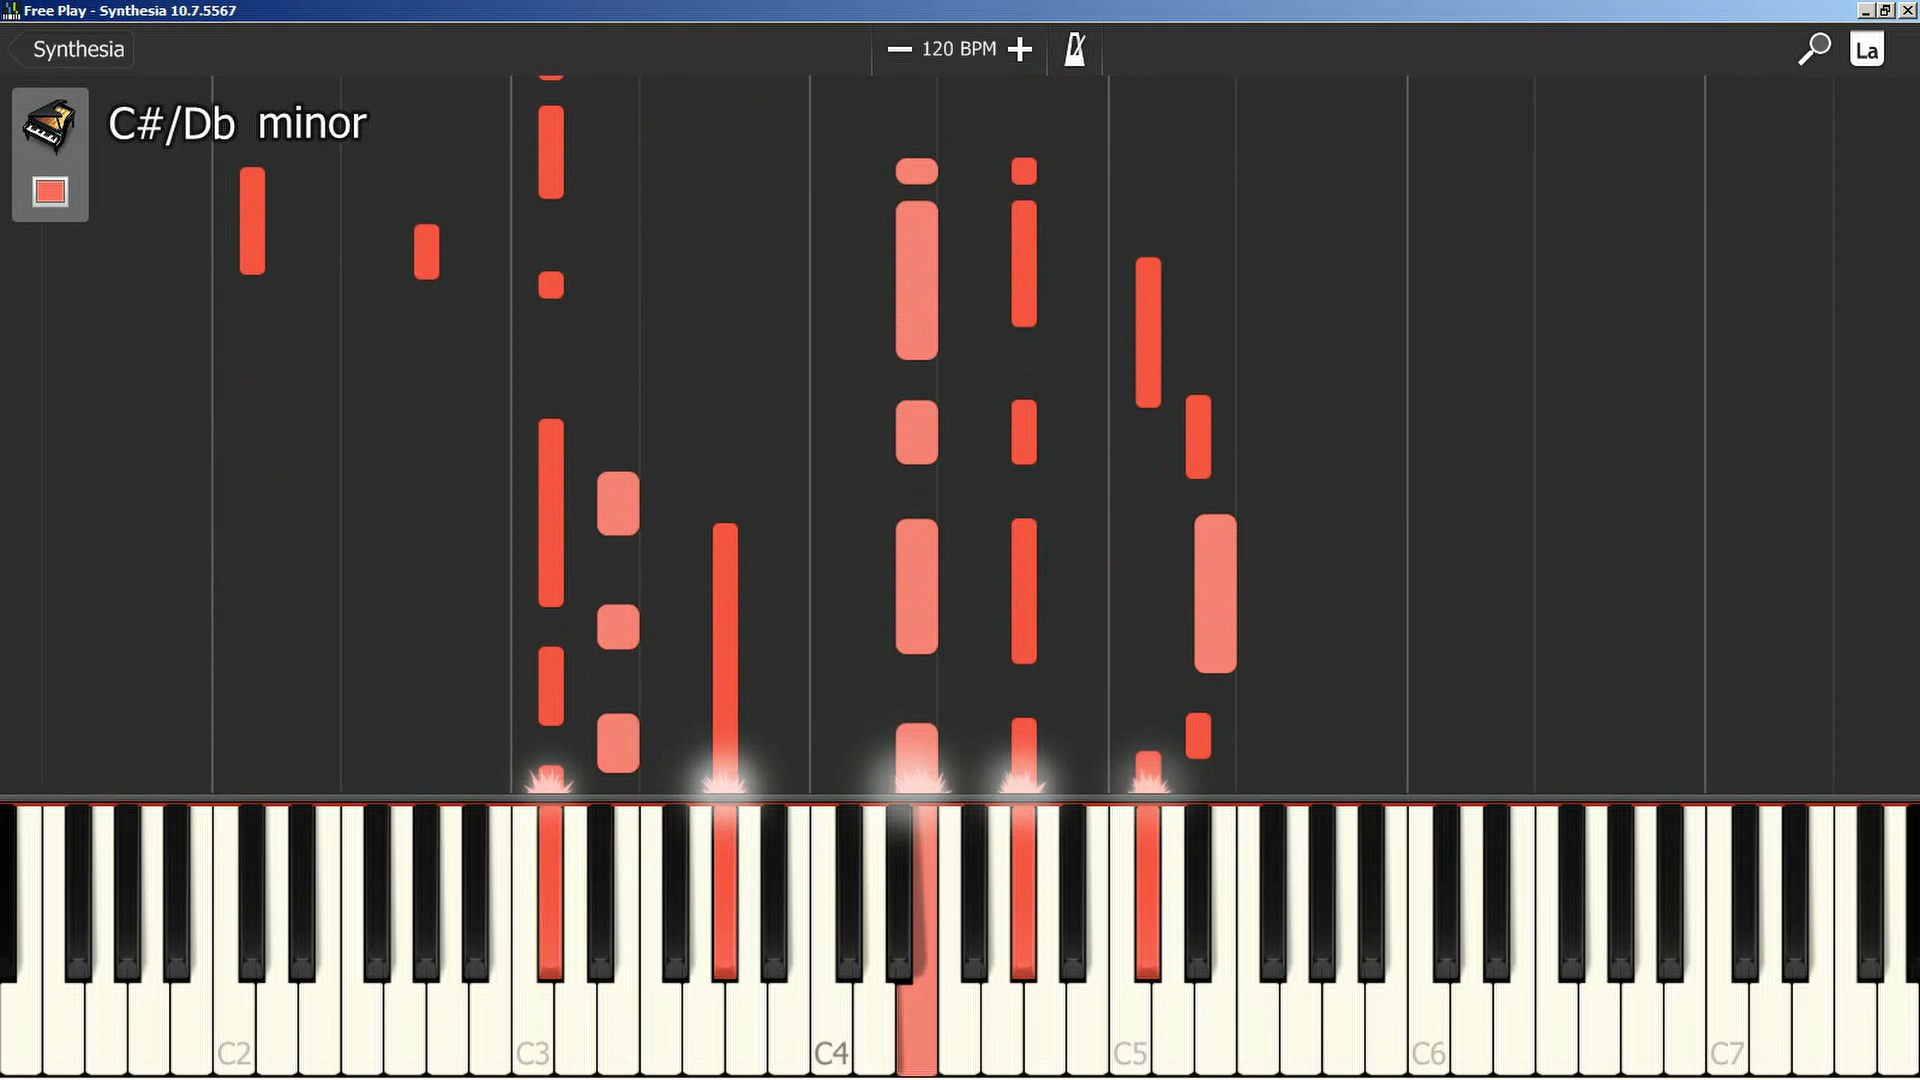 Free Play - Synthesia 10.7.5567
Synthesia
120 BPM
La
C#/Db minor
C2
C3
C4
C5
C6
C7